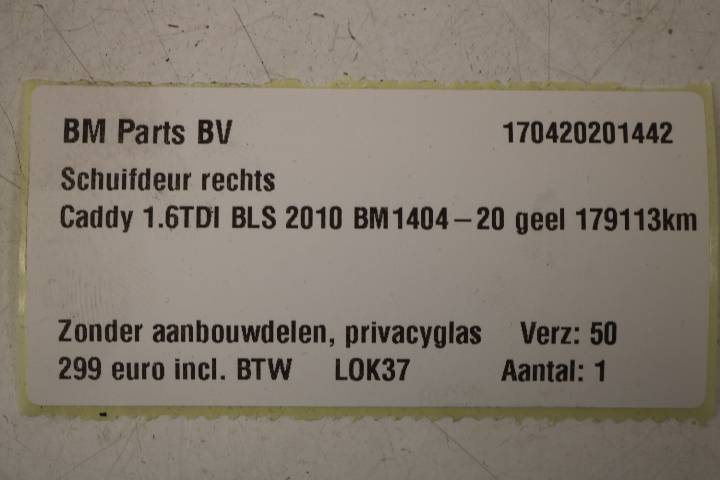 BM Parts BV 170420201442
Schuifdeur rechts
Caddy 1.6TDI BLS 2010 BM1404-20 geel 179113km
Zonder aanbouwdelen, privacyglas Verz: 50
299 euro incl. BTW LOK37 Aantal: 1